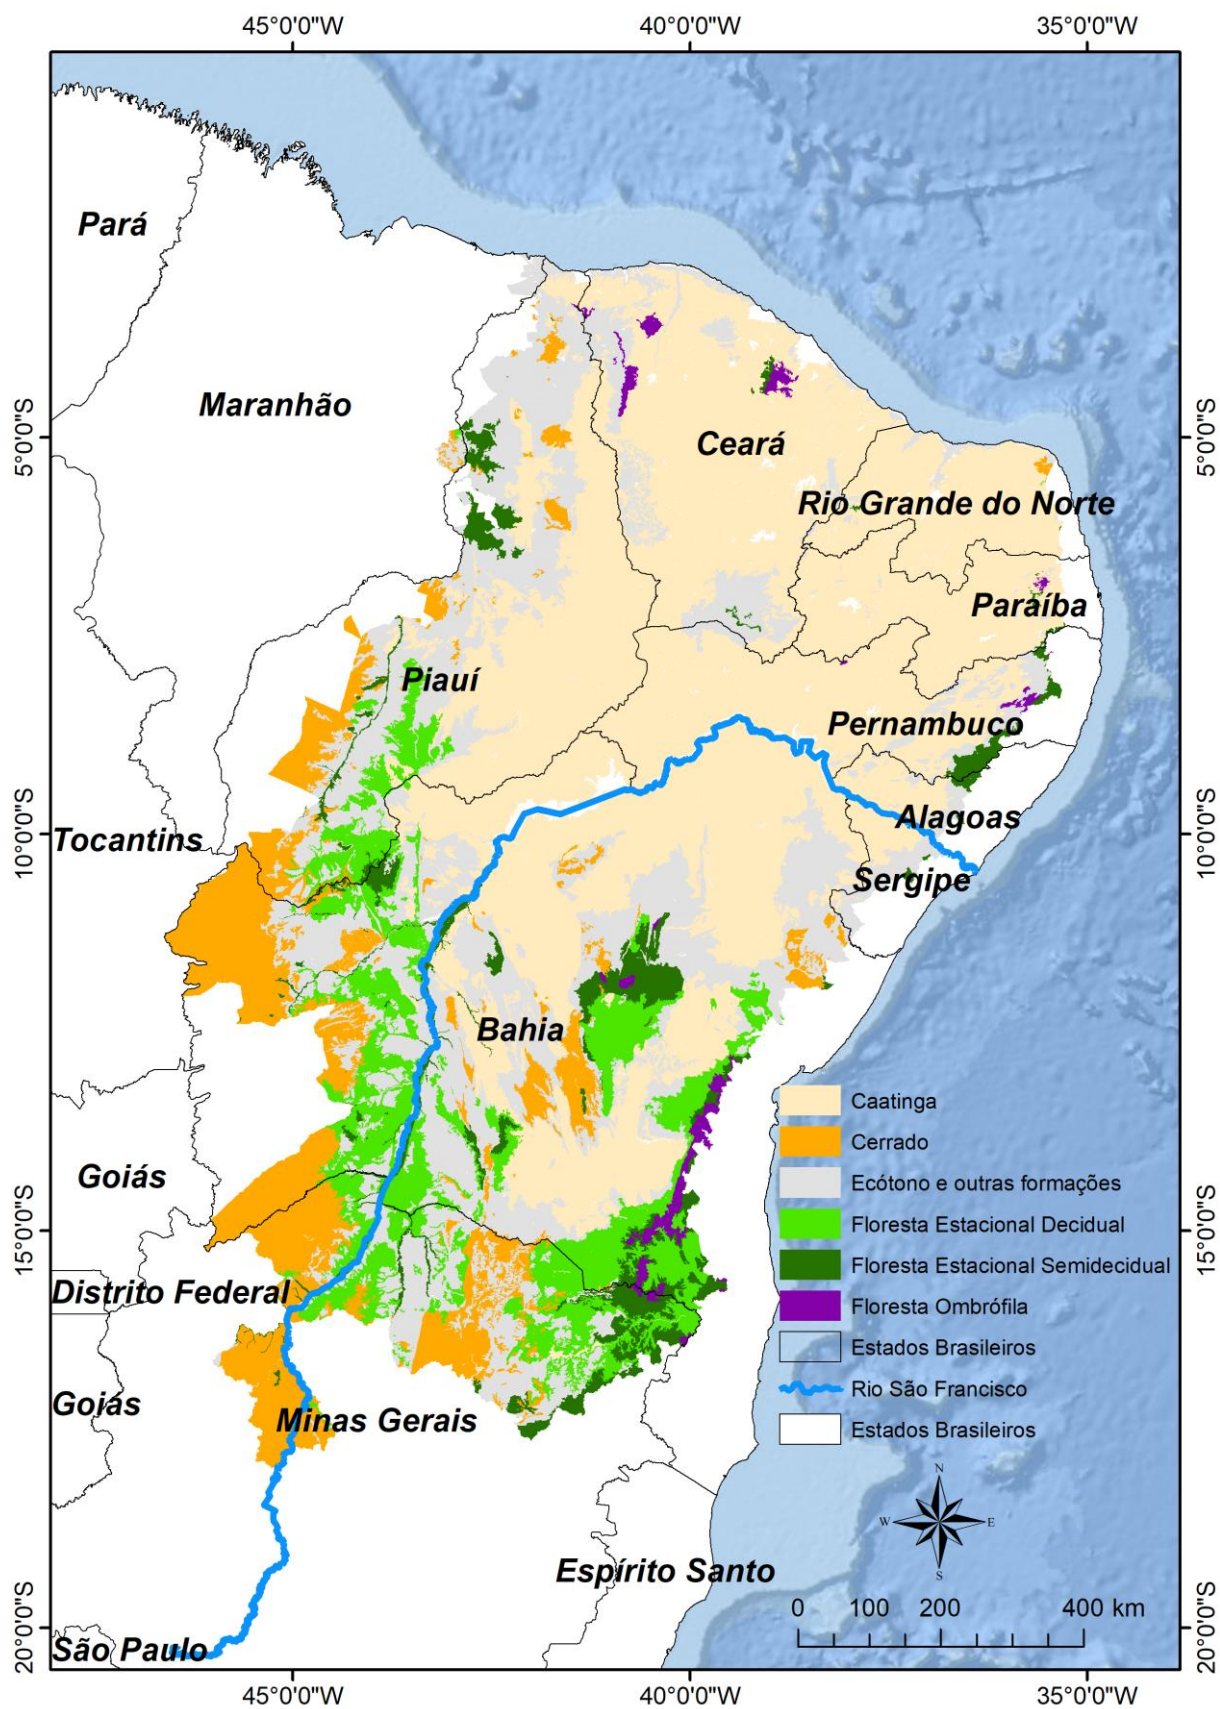 45°0'0"W 40°0'0"W 35°0'0"W
Pará
Maranhão
5°0'0"S 5°0'0"S
Ceará
Rio Grande do Norte
Paraíba
Piauí
Pernambuco
10°0'0"S 10°0'0"S
Tocantins
Alagoas
Sergipe
Bahia
Caatinga
Cerrado
Goiás
Ecótono e outras formações
Floresta Estacional Decidual
15°0'0"S 15°0'0"S
Floresta Estacional Semidecidual
Distrito Federal
Floresta Ombrófila
Estados Brasileiros
Rio São Francisco
Goiás
Minas Gerais
Estados Brasileiros
N
W E
S
Espírito Santo
0 100 200 400 km
20°0'0"S 20°0'0"S
São Paulo
45°0'0"W 40°0'0"W 35°0'0"W